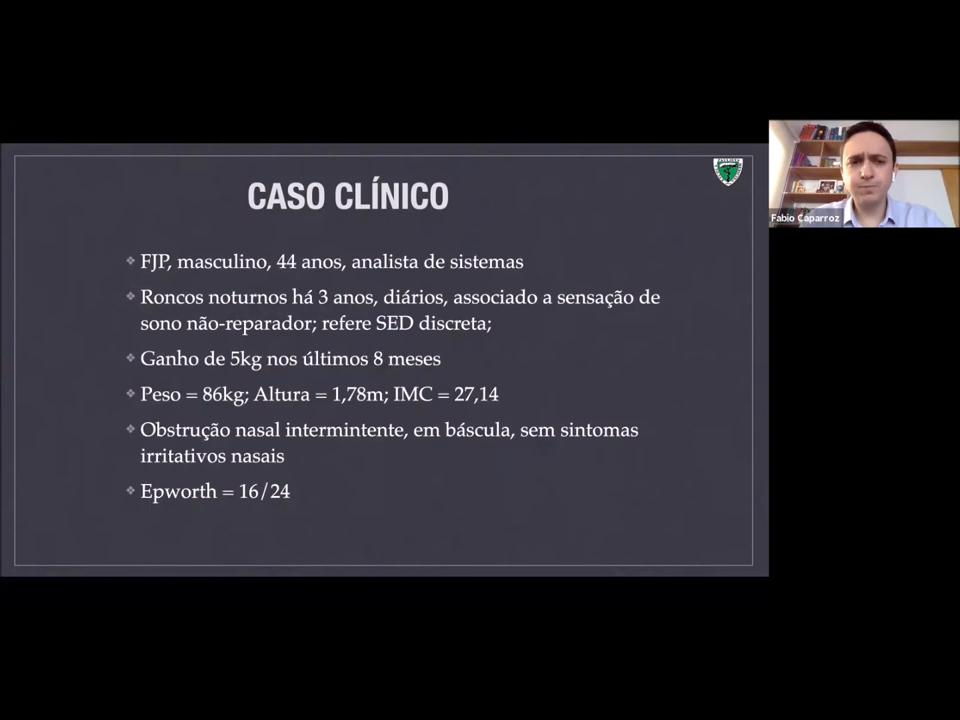 CASO CLÍNICO
FJP, masculino, 44 anos, analista de sistemas
Roncos noturnos há 3 anos, diários, associado a sensação de
sono não-reparador; refere SED discreta;
Ganho de 5kg nos últimos 8 meses
Peso = 86kg; Altura = 1,78m; IMC = 27,14
Obstrução nasal intermintente, em báscula, sem sintomas
irritativos nasais
Epworth = 16/24
Fabio Caparroz